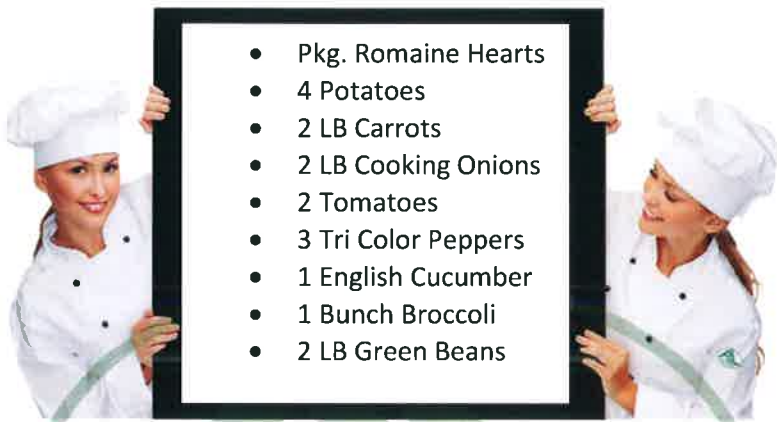 • Pkg. Romaine Hearts
• 4 Potatoes
• 2 LB Carrots
• 2 LB Cooking Onions
• 2 Tomatoes
• 3 Tri Color Peppers
• 1 English Cucumber
• 1 Bunch Broccoli
• 2 LB Green Beans